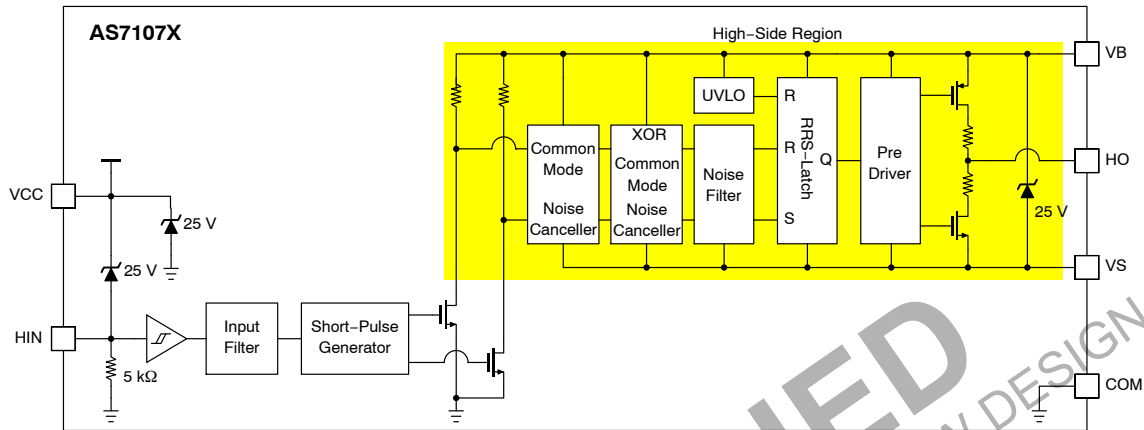 AS7107X
High−Side Region
VB
UVLO
R
RRS−Latch
XOR
Common
Mode
Noise
Canceller
Common
Mode
Noise
Canceller
Noise
Filter
R
S
Q
Pre
Driver
HO
25 V
VS
VCC
25 V
25 V
HIN
5 kΩ
Input
Filter
Short−Pulse
Generator
COM
DESIGN